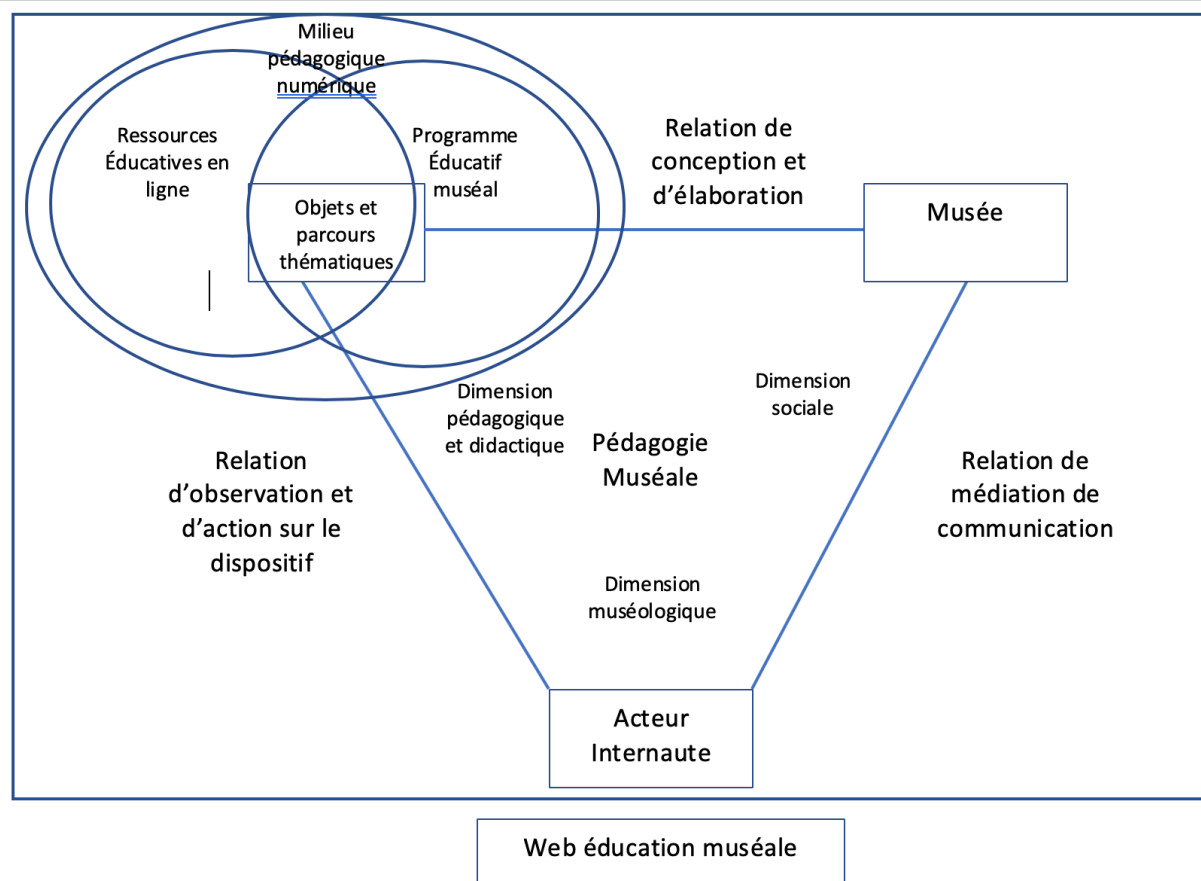 Milieu
pédagogique
numérique
Ressources
Éducatives en
ligne
Programme
Éducatif
muséal
Objets et
parcours
thématiques
Relation de
conception et
d'élaboration
Musée
Dimension
pédagogique
et didactique
Dimension
sociale
Pédagogie
Muséale
Relation
d'observation et
d'action sur le
dispositif
Relation de
médiation de
communication
Dimension
muséologique
Acteur
Internaute
Web éducation muséale